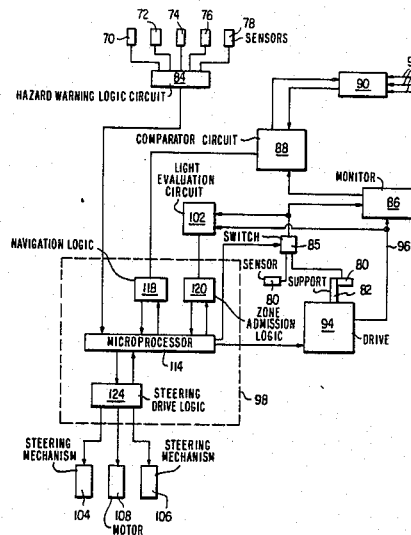 72 74 76 78
70 SENSORS
84
HAZARD WARNING LOGIC CIRCUIT
90
COMPARATOR CIRCUIT
88
LIGHT
EVALUATION
CIRCUIT
MONITOR
102
86
SWITCH
85
96
NAVIGATION LOGIC
SENSOR
80
SUPPORT
80
82
118
120
ZONE
ADMISSION
LOGIC
94
DRIVE
MICROPROCESSOR
114
124
STEERING
DRIVE LOGIC
98
STEERING
MECHANISM
STEERING
MECHANISM
104
108
106
MOTOR